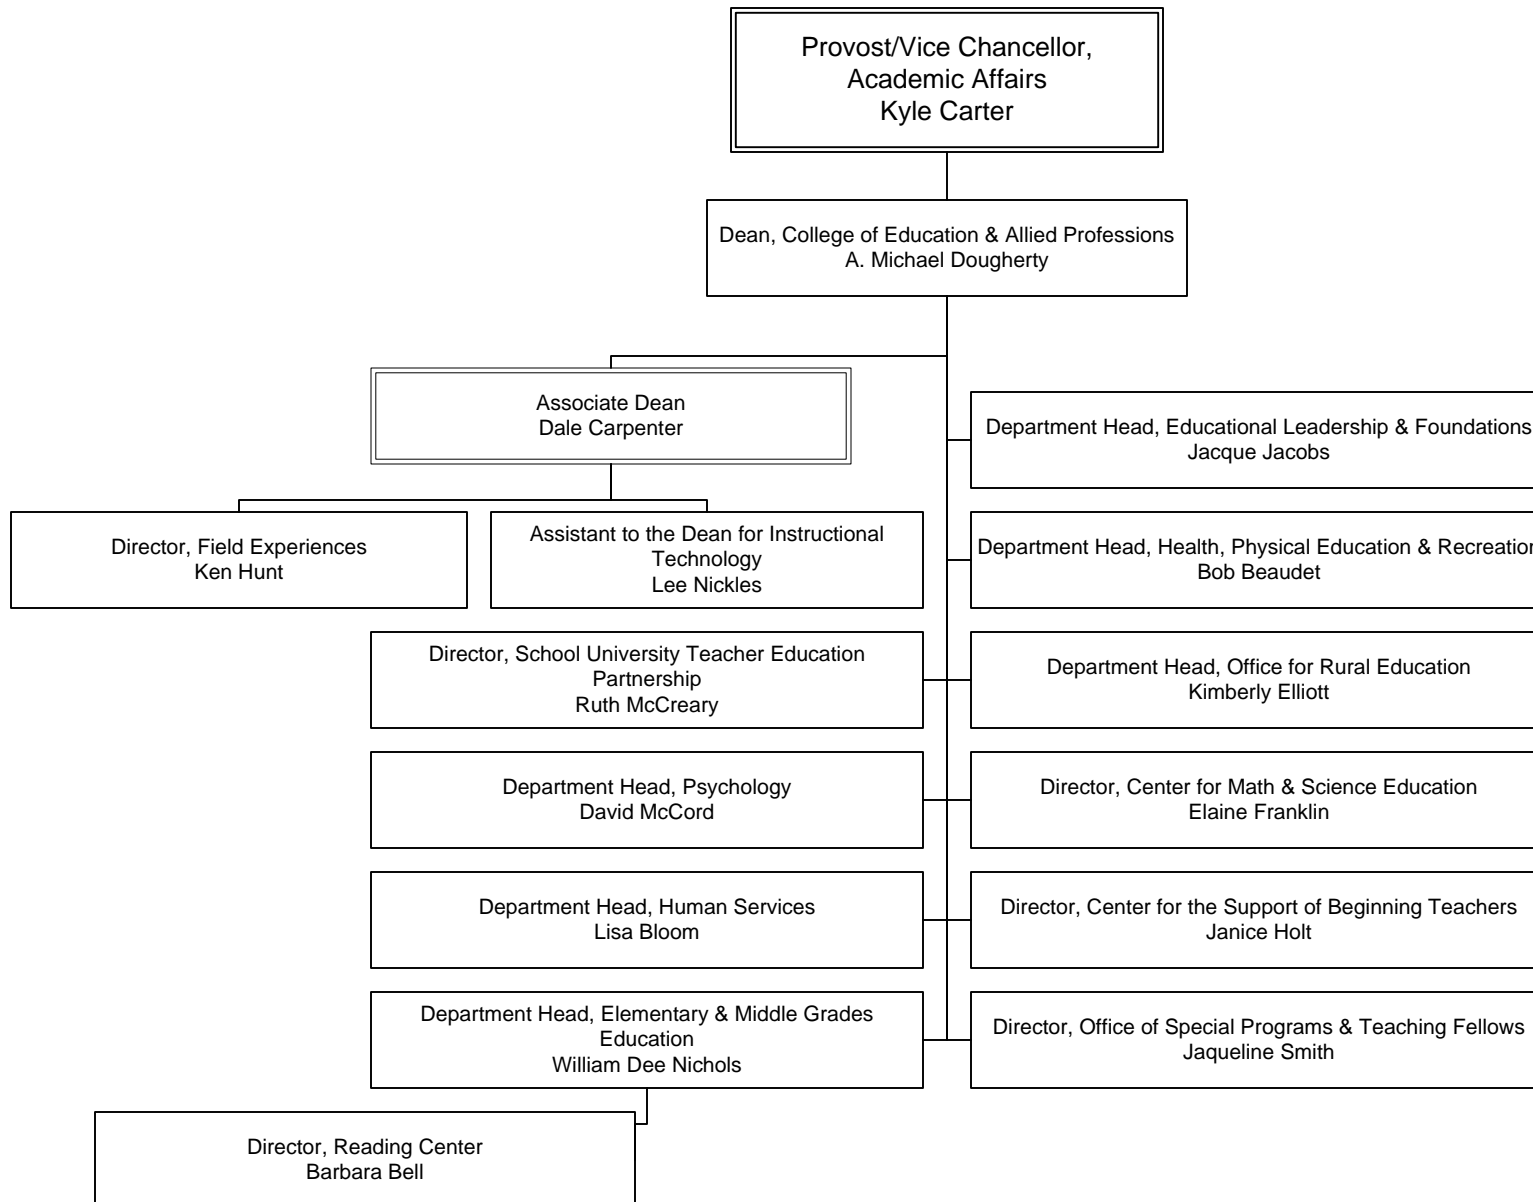 Provost/Vice Chancellor,
Academic Affairs
Kyle Carter
Dean, College of Education & Allied Professions
A. Michael Dougherty
Associate Dean
Dale Carpenter
Department Head, Educational Leadership & Foundations
Jacque Jacobs
Director, Field Experiences
Ken Hunt
Assistant to the Dean for Instructional
Technology
Lee Nickles
Department Head, Health, Physical Education & Recreation
Bob Beaudet
Director, School University Teacher Education
Partnership
Ruth McCreary
Department Head, Office for Rural Education
Kimberly Elliott
Department Head, Psychology
David McCord
Director, Center for Math & Science Education
Elaine Franklin
Department Head, Human Services
Lisa Bloom
Director, Center for the Support of Beginning Teachers
Janice Holt
Department Head, Elementary & Middle Grades
Education
William Dee Nichols
Director, Office of Special Programs & Teaching Fellows
Jaqueline Smith
Director, Reading Center
Barbara Bell